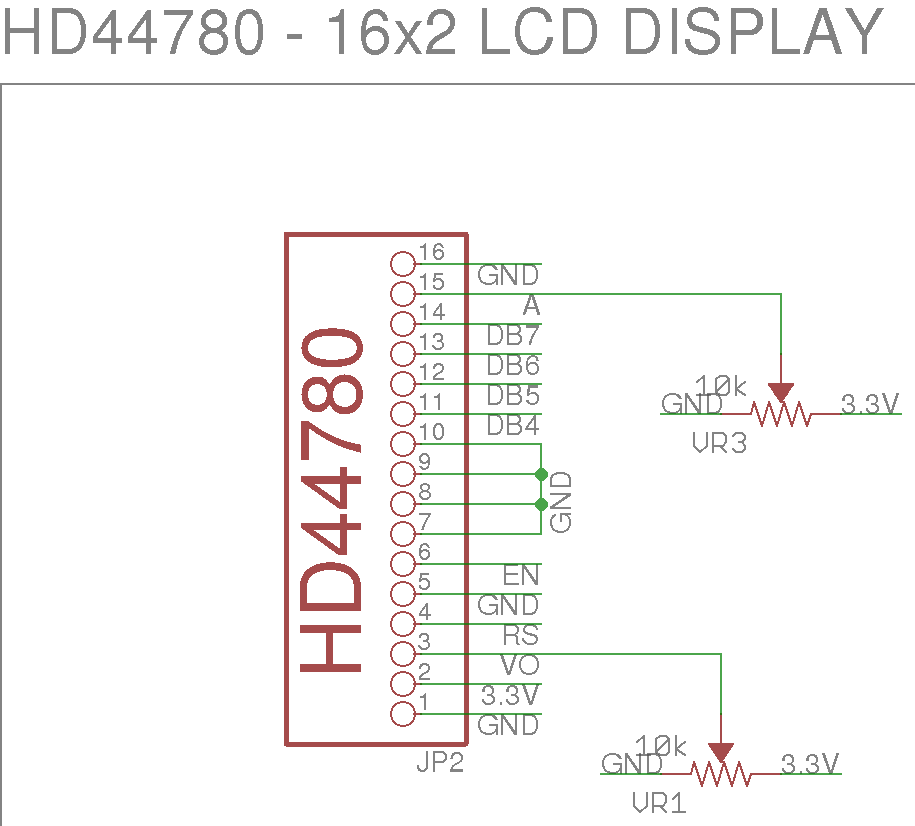 HD44780 - 16x2 LCD DISPLAY
HD44780
16
GND
15
A
14
DB7
13
DB6
12
DB5
11
DB4
10
9
8
7
GND
6
EN
5
GND
4
RS
3
VO
2
3.3V
1
GND
JP2
10k
GND
3.3V
VR3
10k
GND
3.3V
VR1